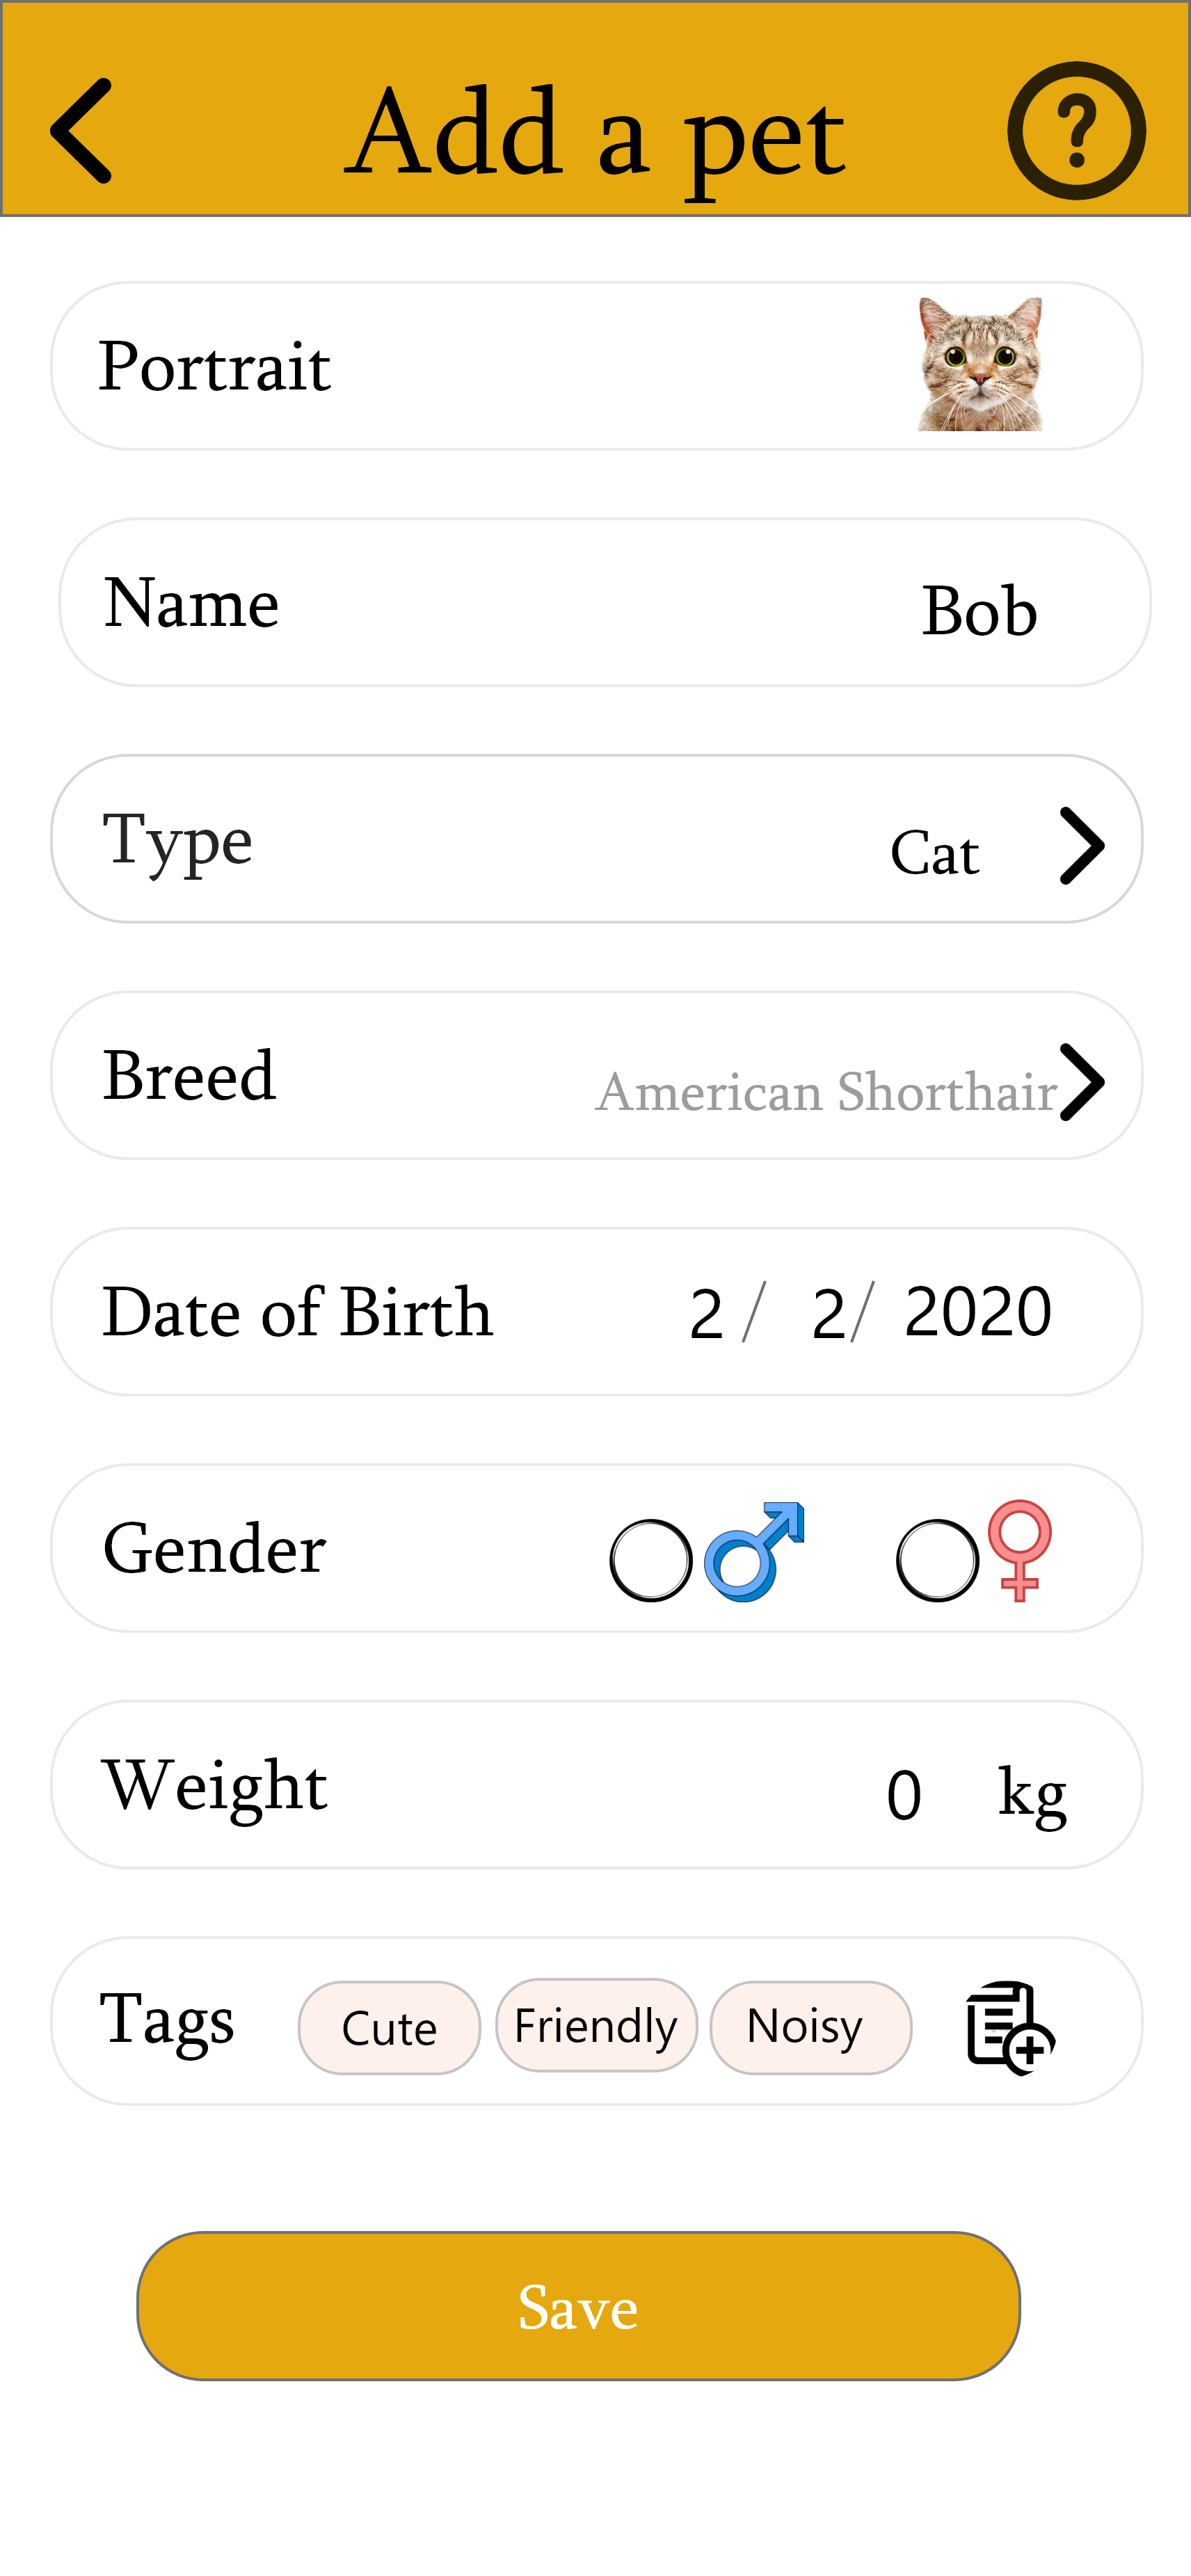 Add a pet ?
Portrait
Name Bob
Type Cat
Breed American Shorthair
Date of Birth 2 / 2 / 2020
Gender
Weight 0 kg
Tags Cute Friendly Noisy
Save